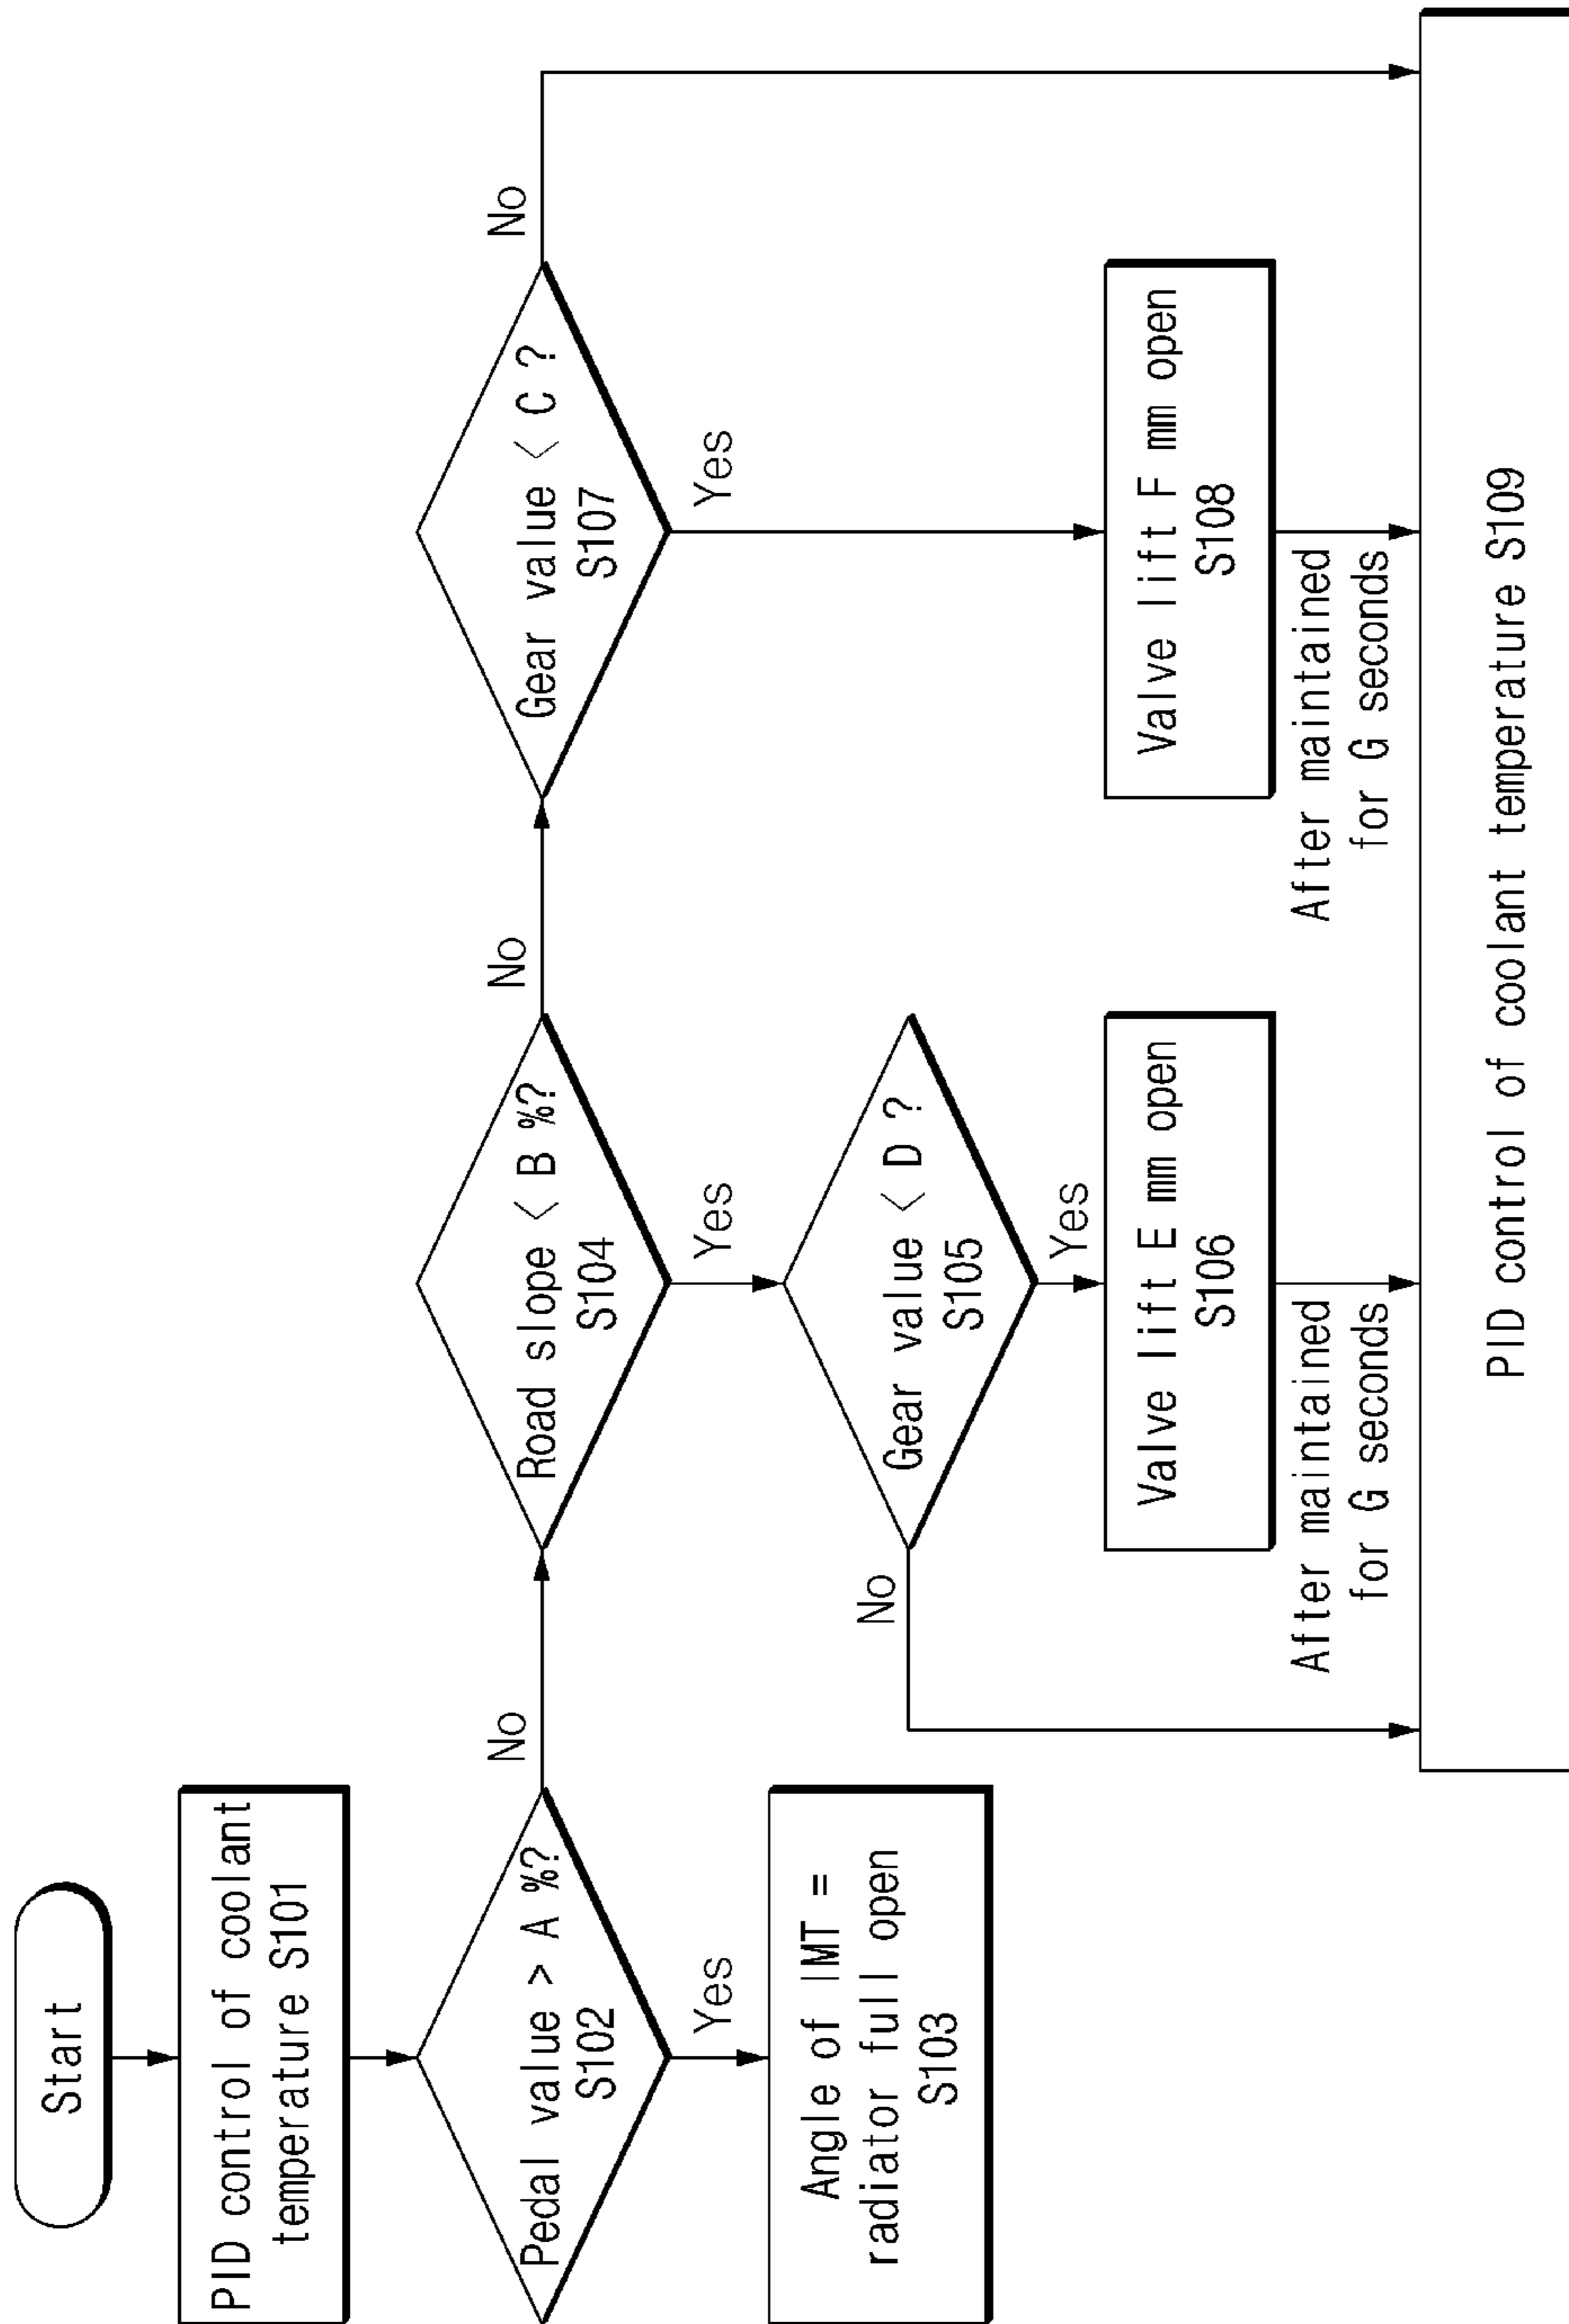 Start
PID control of coolant
temperature S101
Pedal value > A %?
S102
No
Yes
Angle of IMT =
radiator full open
S103
Road slope < B %?
S104
No
Yes
Gear value < D ?
S105
No
Yes
Valve lift E mm open
S106
After maintained
for G seconds
Gear value < C ?
S107
No
Yes
Valve lift F mm open
S108
After maintained
for G seconds
PID control of coolant temperature S109